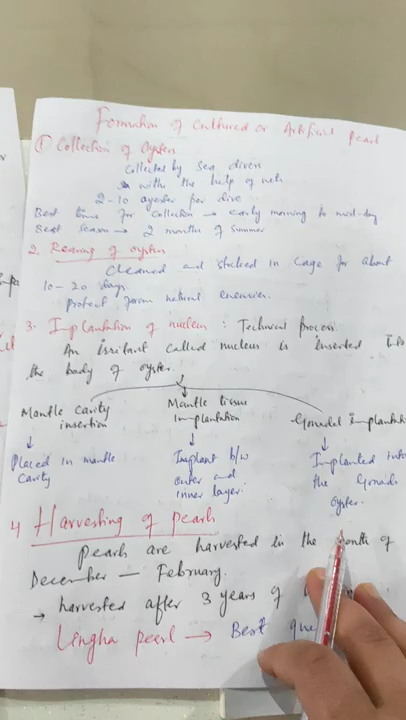 Formation of Cultured or Artificial pearl
① Collection of Oyster
Collected by Sea divers
with the help of nets
2-10 oyester per dive
Best time for collection → early morning to mid-day
Best season → 2 months of Summer
2. Rearing of oystern
Cleaned and stocked in cage for about
10-20 days.
Protect form natural enemies.
3. Implantation of nucleus : Technical process.
An irritant called nucleus is inserted into
the body of oyster.
Mantle cavity insertion
Mantle tissue implantation
Gonadal implantati
↓
↓
↓
Placed in mantle cavity
Implant b/w outer and inner layer.
Implanted into the Gonads oyster.
4 Harvesting of pearls
Pearls are harvested in the month of
December — February.
→ harvested after 3 years of
Lingha pearl → Best qua